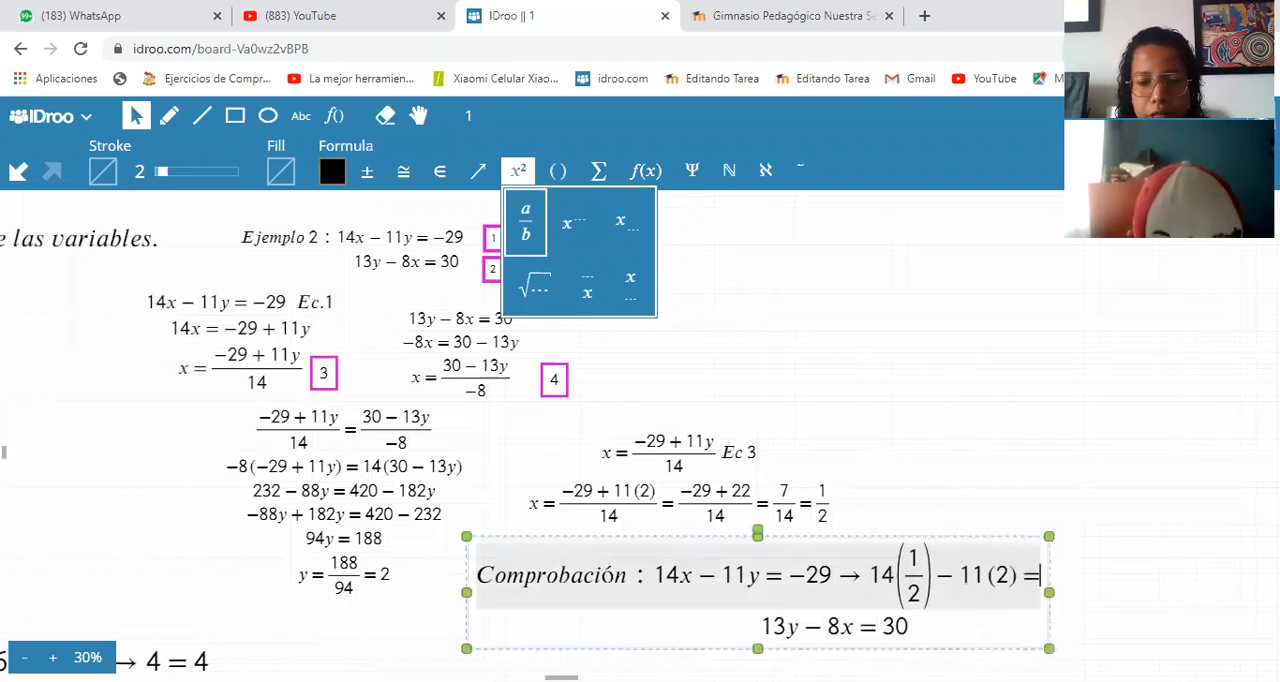 (183) WhatsApp
(883) YouTube
IDroo || 1
Gimnasio Pedagógico Nuestra Se
idroo.com/board-Va0wz2vBPB
Aplicaciones
Ejercicios de Compr...
La mejor herramien...
Xiaomi Celular Xiao...
idroo.com
Editando Tarea
Editando Tarea
Gmail
YouTube
M
IDroo
Abc
f()
1
Stroke
Fill
Formula
2
± ≅ ∈ x² () ∑ f(x) Ψ ℕ ℵ
a/b x... x...
√... ...x x...
e las variables.
Ejemplo 2 : 14x − 11y = −29 1
13y − 8x = 30 2
14x − 11y = −29 Ec.1
14x = −29 + 11y
x = (−29 + 11y)/14 3
13y − 8x = 30
−8x = 30 − 13y
x = (30 − 13y)/−8 4
(−29 + 11y)/14 = (30 − 13y)/−8
−8(−29 + 11y) = 14(30 − 13y)
232 − 88y = 420 − 182y
−88y + 182y = 420 − 232
94y = 188
y = 188/94 = 2
x = (−29 + 11y)/14 Ec 3
x = (−29 + 11(2))/14 = (−29 + 22)/14 = 7/14 = 1/2
Comprobación : 14x − 11y = −29 → 14(1/2) − 11(2) =
13y − 8x = 30
- + 30%
→ 4 = 4